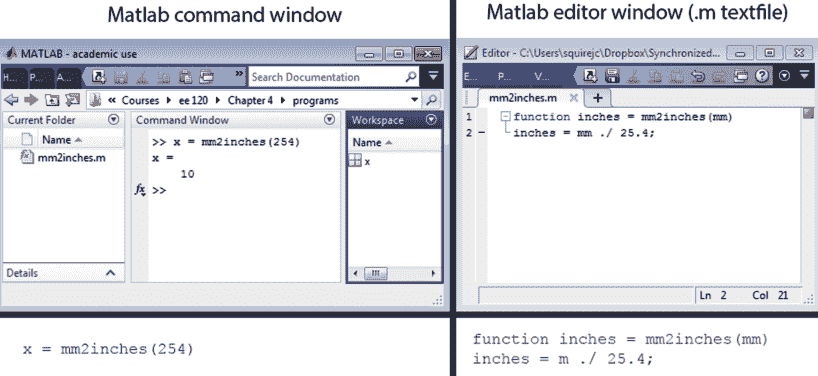 Matlab command window
MATLAB - academic use
H... P... A...
Search Documentation
« Courses ▸ ee 120 ▸ Chapter 4 ▸ programs
Current Folder
Name
mm2inches.m
Details
Command Window
>> x = mm2inches(254)
x =
10
fx >>
Workspace
Name
x
x = mm2inches(254)
Matlab editor window (.m textfile)
Editor - C:\Users\squirejc\Dropbox\Synchronized...
E... P... V...
mm2inches.m
1 function inches = mm2inches(mm)
2 – inches = mm ./ 25.4;
Ln 2 Col 21
function inches = mm2inches(mm)
inches = m ./ 25.4;